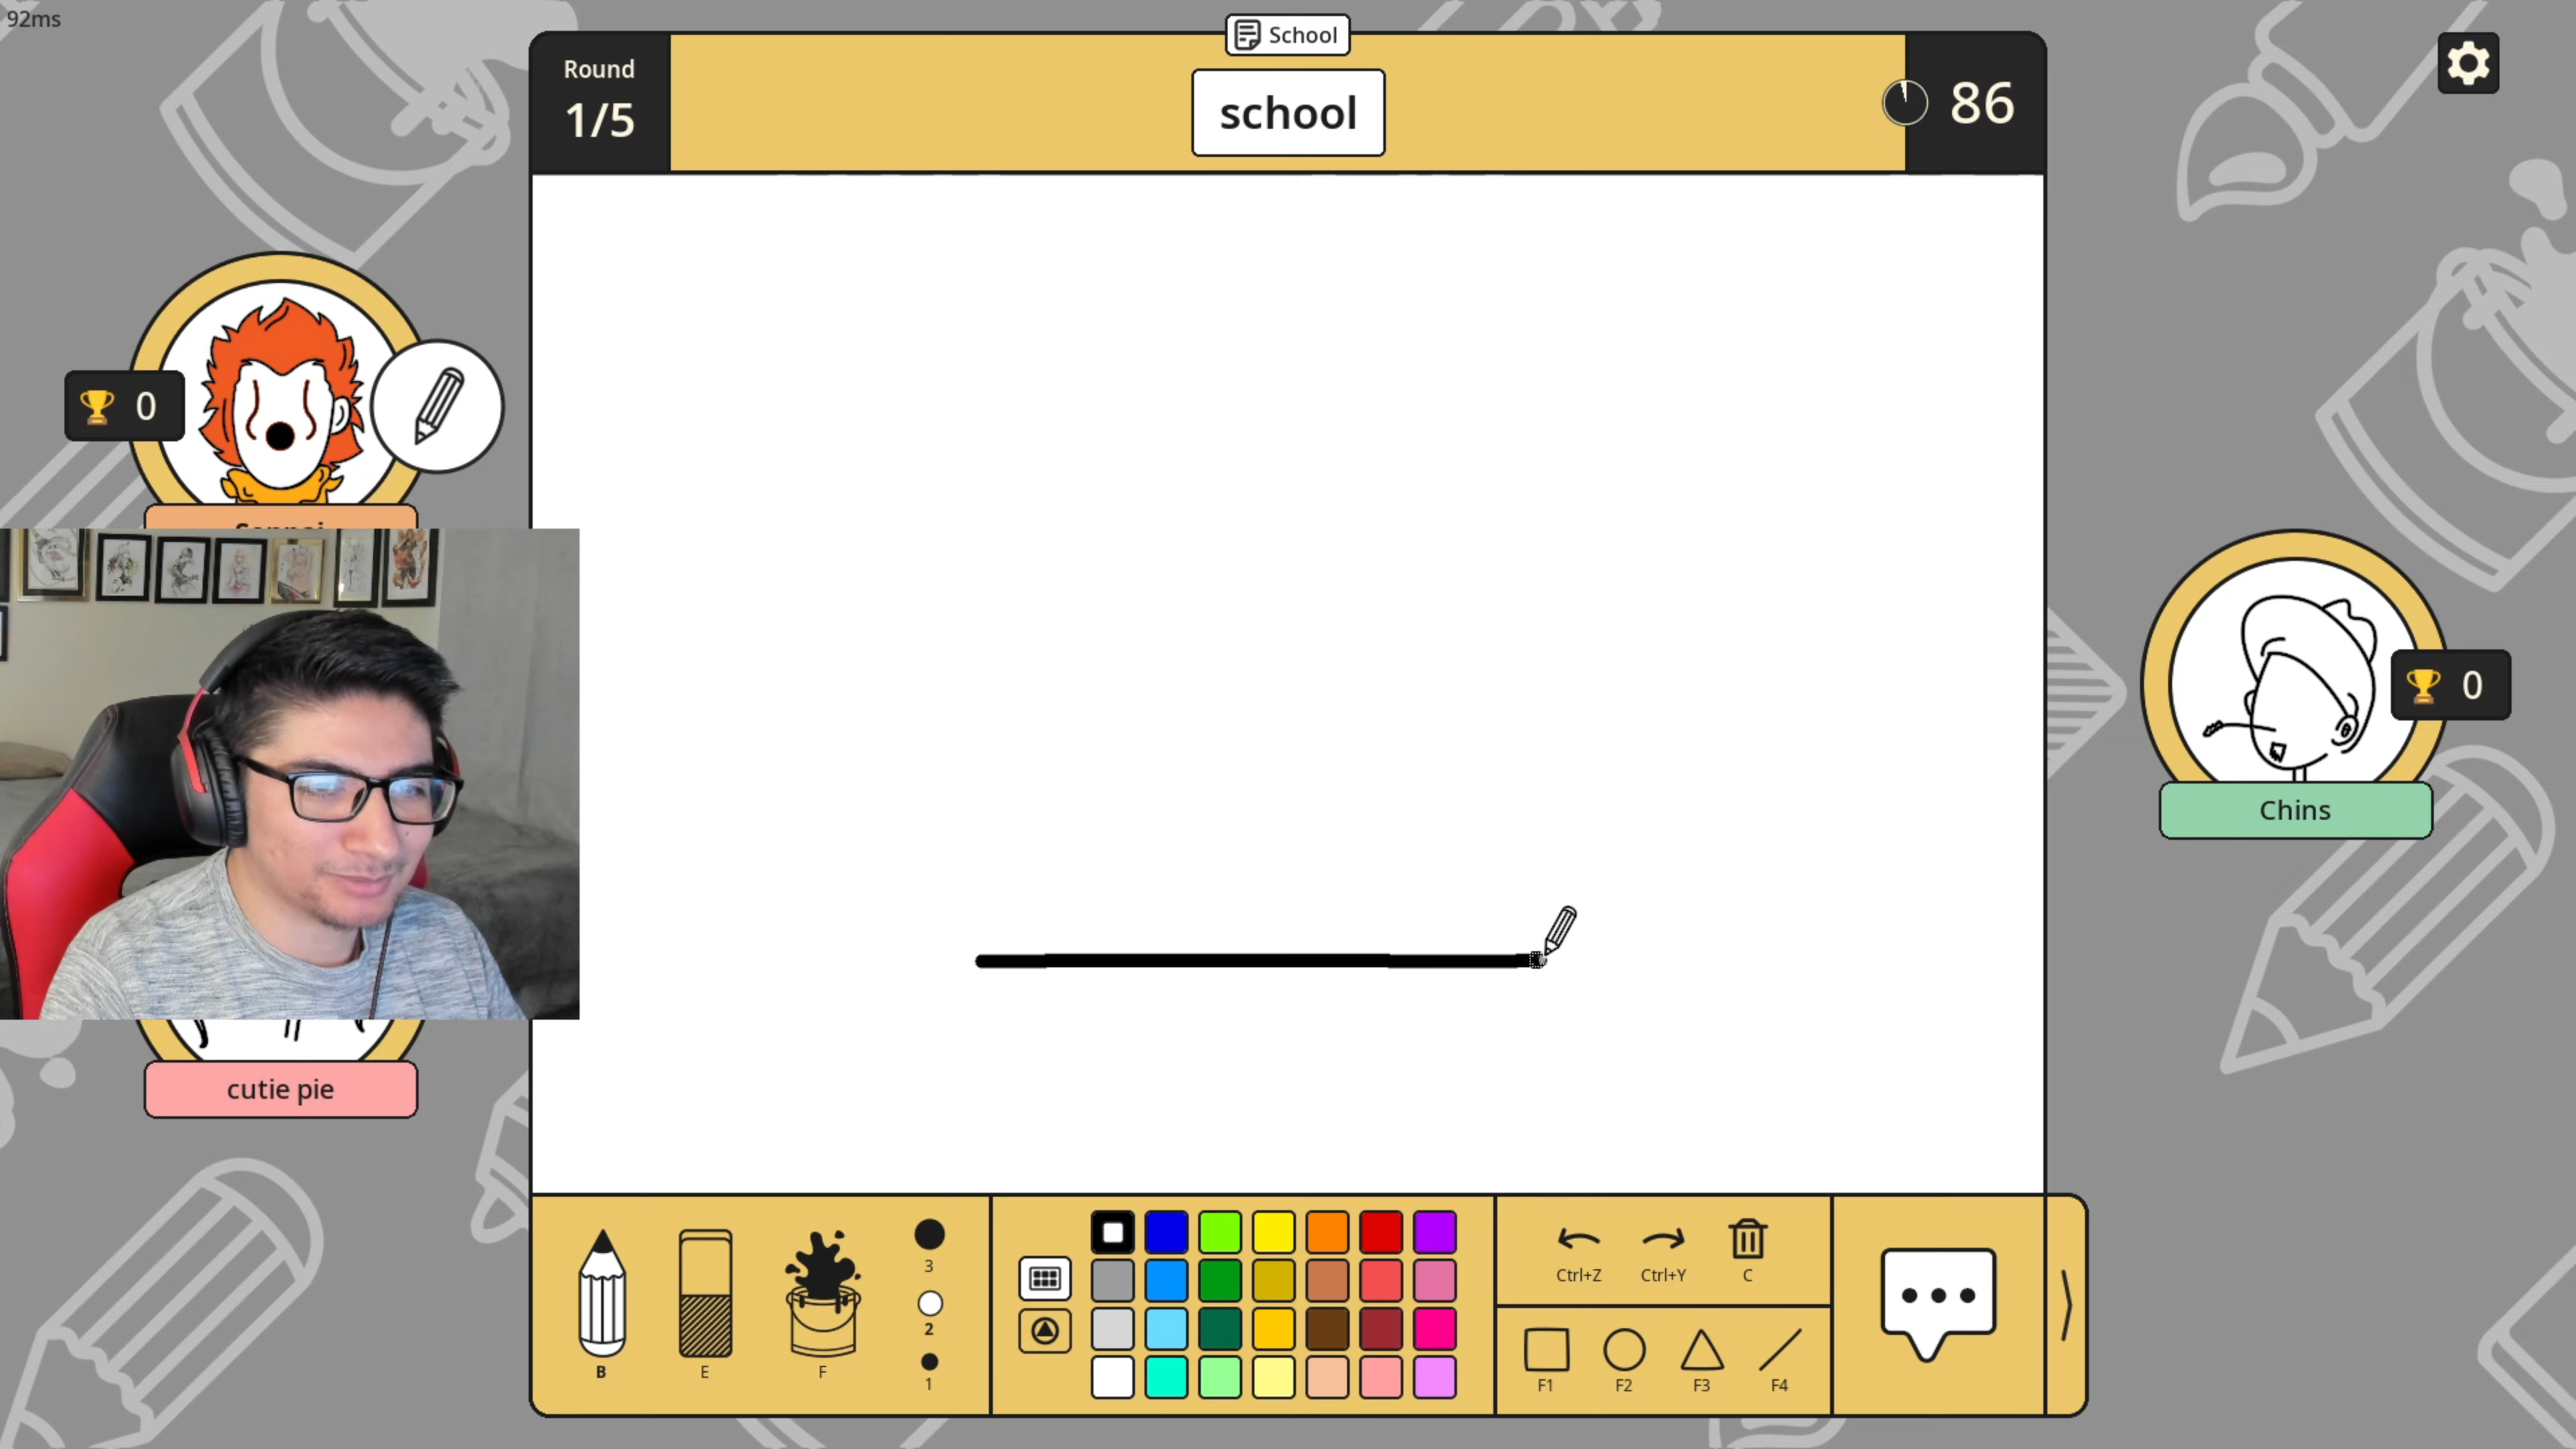 92ms
School
Round
1/5
school
86
0
0
Chins
cutie pie
B
E
F
3
2
1
Ctrl+Z
Ctrl+Y
C
F1
F2
F3
F4